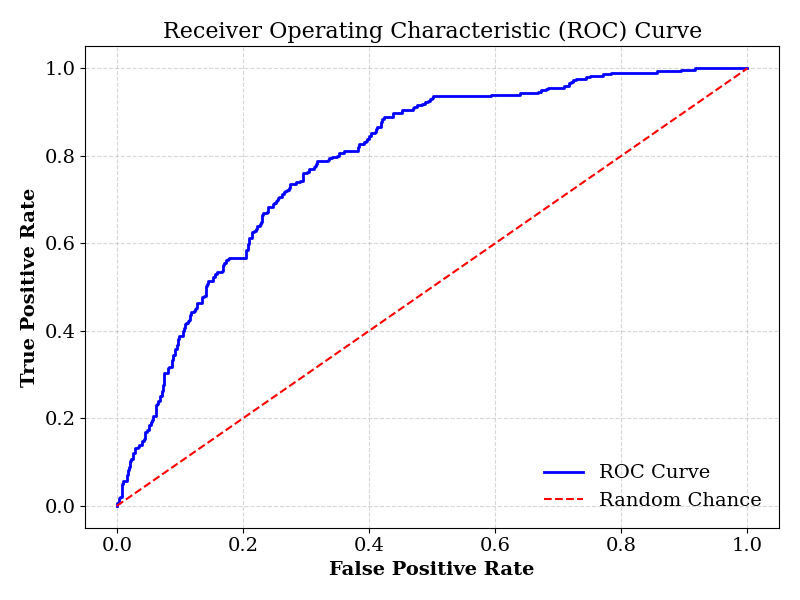 Receiver Operating Characteristic (ROC) Curve
True Positive Rate
1.0
0.8
0.6
0.4
0.2
0.0
ROC Curve
Random Chance
0.0 0.2 0.4 0.6 0.8 1.0
False Positive Rate